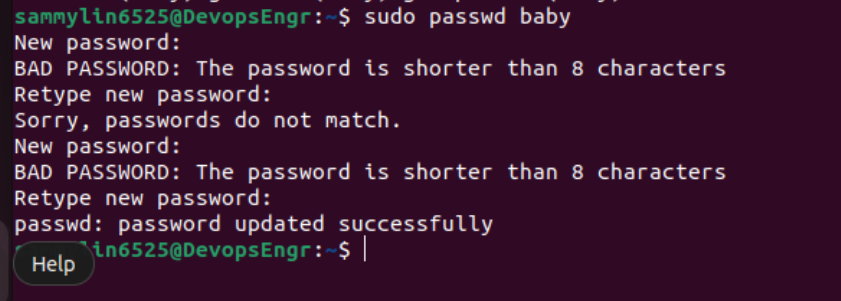 sammylin6525@DevopsEngr:~$ sudo passwd baby
New password:
BAD PASSWORD: The password is shorter than 8 characters
Retype new password:
Sorry, passwords do not match.
New password:
BAD PASSWORD: The password is shorter than 8 characters
Retype new password:
passwd: password updated successfully
in6525@DevopsEngr:~$
Help